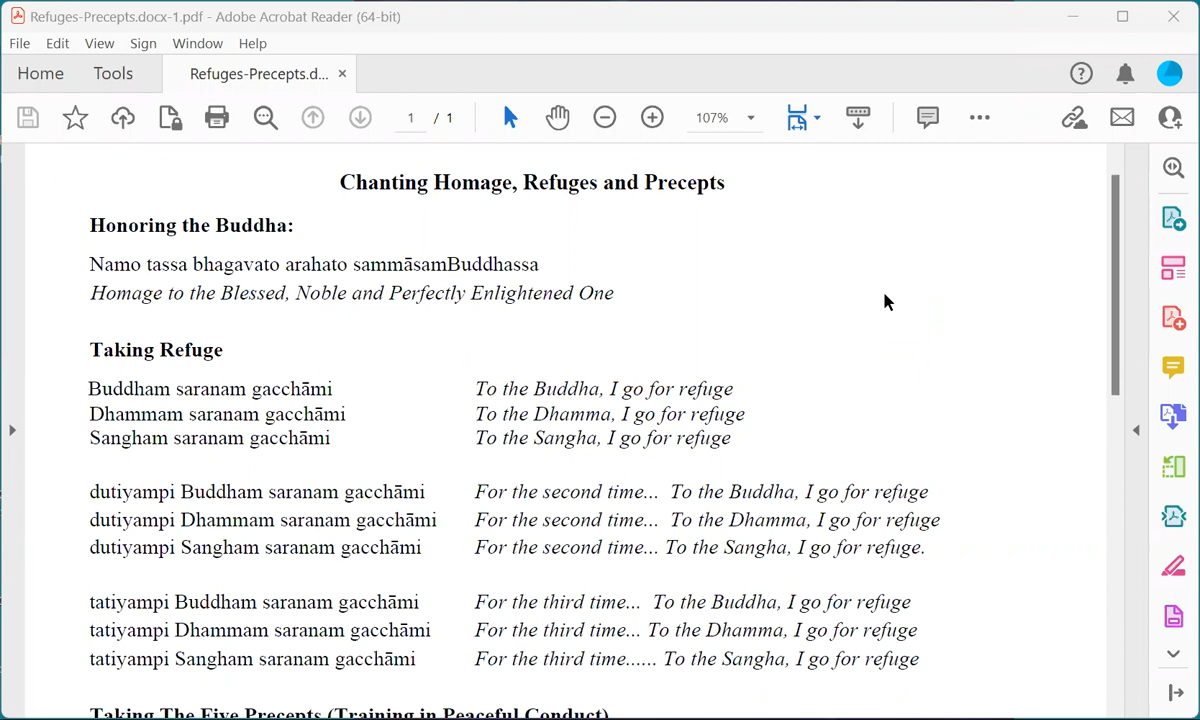 Refuges-Precepts.docx-1.pdf - Adobe Acrobat Reader (64-bit)
File Edit View Sign Window Help
Home Tools Refuges-Precepts.d... ×
1 / 1 107%
Chanting Homage, Refuges and Precepts
Honoring the Buddha:
Namo tassa bhagavato arahato sammāsamBuddhassa
Homage to the Blessed, Noble and Perfectly Enlightened One
Taking Refuge
Buddham saranam gacchāmi To the Buddha, I go for refuge
Dhammam saranam gacchāmi To the Dhamma, I go for refuge
Sangham saranam gacchāmi To the Sangha, I go for refuge
dutiyampi Buddham saranam gacchāmi For the second time... To the Buddha, I go for refuge
dutiyampi Dhammam saranam gacchāmi For the second time... To the Dhamma, I go for refuge
dutiyampi Sangham saranam gacchāmi For the second time... To the Sangha, I go for refuge.
tatiyampi Buddham saranam gacchāmi For the third time... To the Buddha, I go for refuge
tatiyampi Dhammam saranam gacchāmi For the third time... To the Dhamma, I go for refuge
tatiyampi Sangham saranam gacchāmi For the third time...... To the Sangha, I go for refuge
Taking The Five Precepts (Training in Peaceful Conduct)